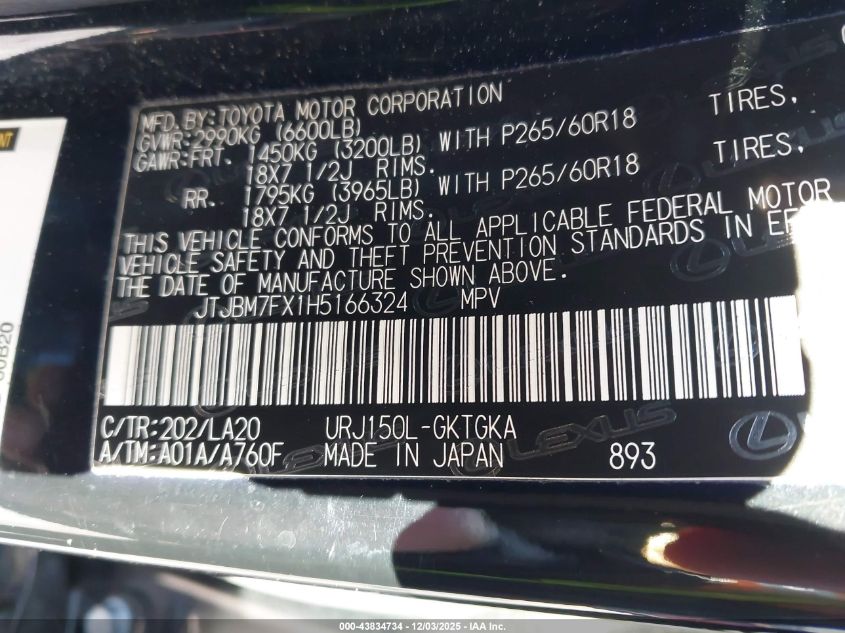 MFD.BY:TOYOTA MOTOR CORPORATION
GVWR:2990KG (6600LB)
GAWR:FRT. 1450KG (3200LB) WITH P265/60R18 TIRES,
18X7 1/2J RIMS.
RR. 1795KG (3965LB) WITH P265/60R18 TIRES,
18X7 1/2J RIMS.
THIS VEHICLE CONFORMS TO ALL APPLICABLE FEDERAL MOTOR
VEHICLE SAFETY AND THEFT PREVENTION STANDARDS IN
THE DATE OF MANUFACTURE SHOWN ABOVE.
JTJBM7FX1H5166324 MPV
C/TR:202/LA20 URJ150L-GKTGKA
A/TM:A01A/A760F MADE IN JAPAN 893
LEXUS
000-43834734 - 12/03/2025 - IAA Inc.